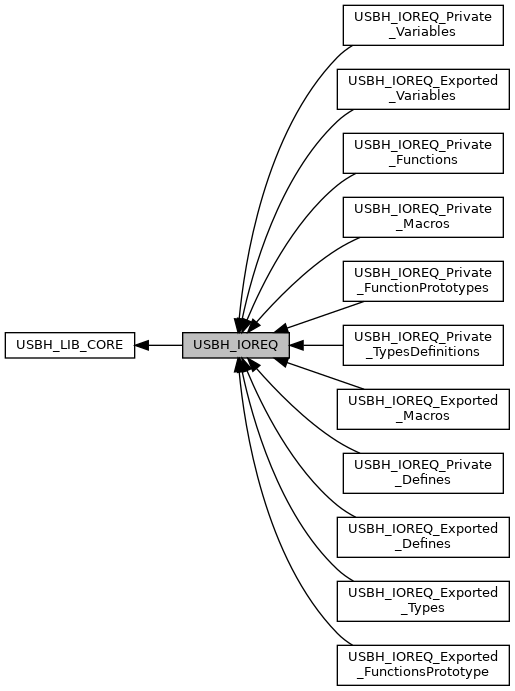 USBH_IOREQ_Private
_Variables
USBH_IOREQ_Exported
_Variables
USBH_IOREQ_Private
_Functions
USBH_IOREQ_Private
_Macros
USBH_IOREQ_Private
_FunctionPrototypes
USBH_LIB_CORE
USBH_IOREQ
USBH_IOREQ_Private
_TypesDefinitions
USBH_IOREQ_Exported
_Macros
USBH_IOREQ_Private
_Defines
USBH_IOREQ_Exported
_Defines
USBH_IOREQ_Exported
_Types
USBH_IOREQ_Exported
_FunctionsPrototype